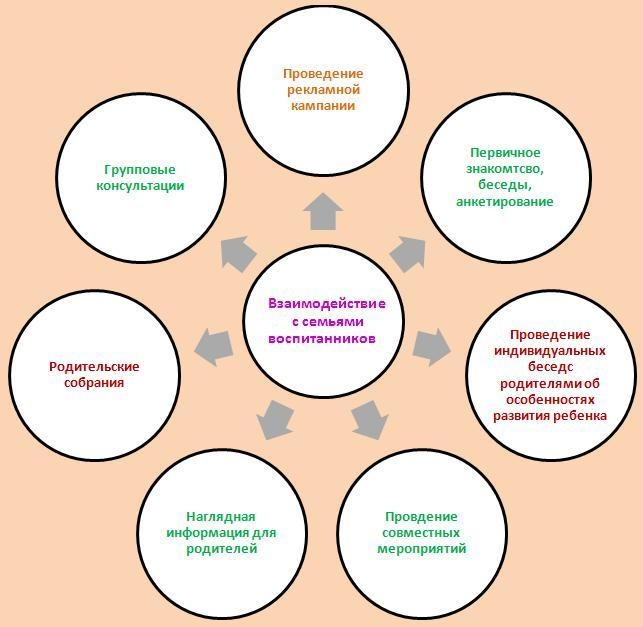 Проведение
рекламной
кампании
Групповые
консультации
Первичное
знакомтсво,
беседы,
анкетирование
Взаимодействие
с семьями
воспитанников
Родительские
собрания
Проведение
индивидуальных
бесед с
родителями об
особенностях
развития ребенка
Наглядная
информация для
родителей
Провдение
совместных
мероприятий